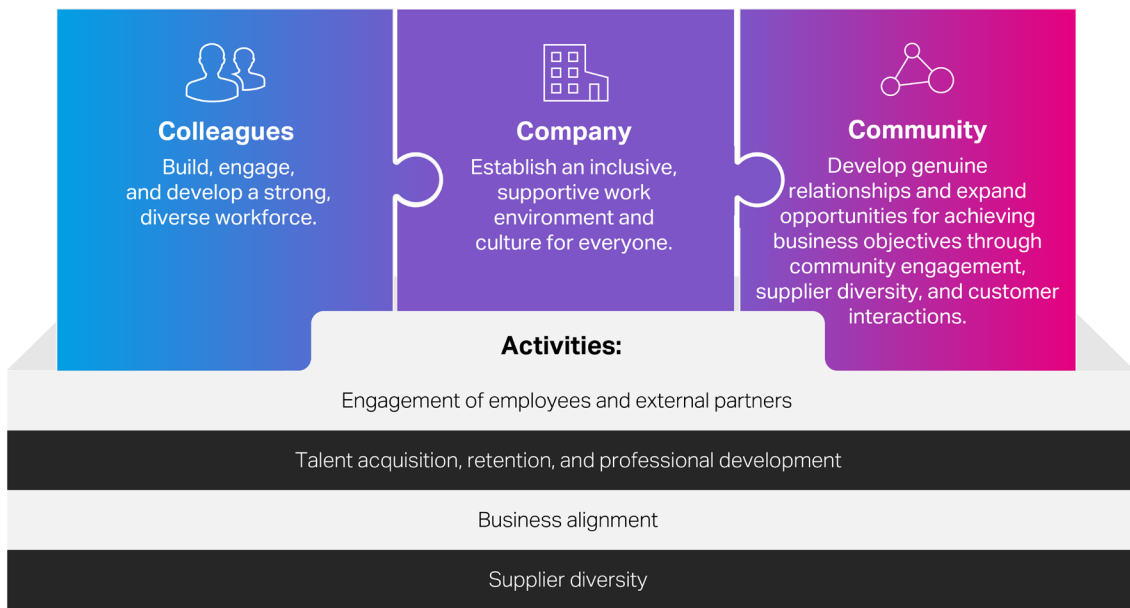 Colleagues
Build, engage,
and develop a strong,
diverse workforce.
Company
Establish an inclusive,
supportive work
environment and
culture for everyone.
Community
Develop genuine
relationships and expand
opportunities for achieving
business objectives through
community engagement,
supplier diversity, and customer
interactions.
Activities:
Engagement of employees and external partners
Talent acquisition, retention, and professional development
Business alignment
Supplier diversity